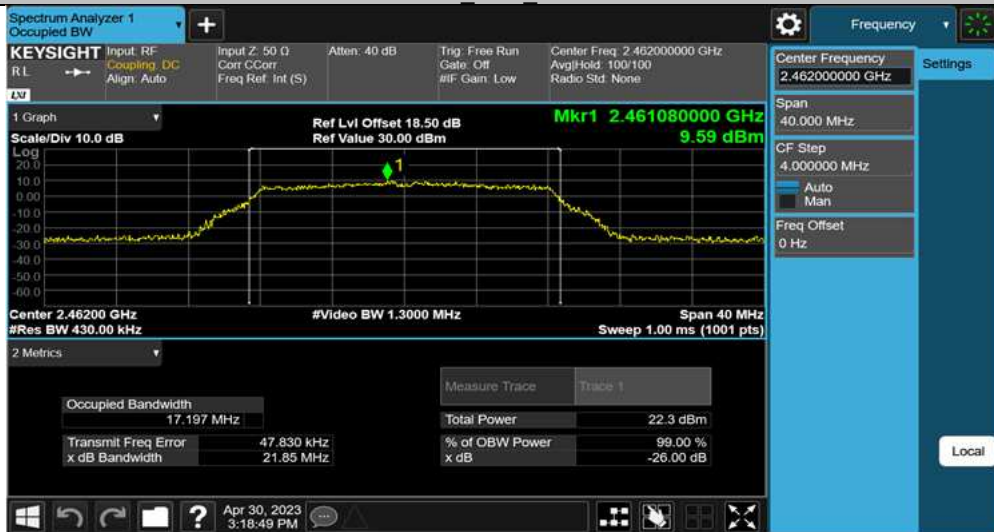 Spectrum Analyzer 1
Occupied BW
Frequency
KEYSIGHT
Input: RF
Coupling: DC
Align: Auto
Input Z: 50 Ω
Corr CCorr
Freq Ref: Int (S)
Atten: 40 dB
Trig: Free Run
Gate: Off
#IF Gain: Low
Center Freq: 2.462000000 GHz
Avg|Hold: 100/100
Radio Std: None
RL
LXI
Center Frequency
2.462000000 GHz
Settings
Span
40.000 MHz
CF Step
4.000000 MHz
Auto
Man
Freq Offset
0 Hz
1 Graph
Scale/Div 10.0 dB
Ref Lvl Offset 18.50 dB
Ref Value 30.00 dBm
Mkr1 2.461080000 GHz
9.59 dBm
Log
20.0
10.0
0.00
-10.0
-20.0
-30.0
-40.0
-50.0
-60.0
1
Center 2.46200 GHz
#Res BW 430.00 kHz
#Video BW 1.3000 MHz
Span 40 MHz
Sweep 1.00 ms (1001 pts)
2 Metrics
Measure Trace
Trace 1
Occupied Bandwidth
17.197 MHz
Total Power
22.3 dBm
Transmit Freq Error
47.830 kHz
% of OBW Power
99.00 %
x dB Bandwidth
21.85 MHz
x dB
-26.00 dB
Local
?
Apr 30, 2023
3:18:49 PM